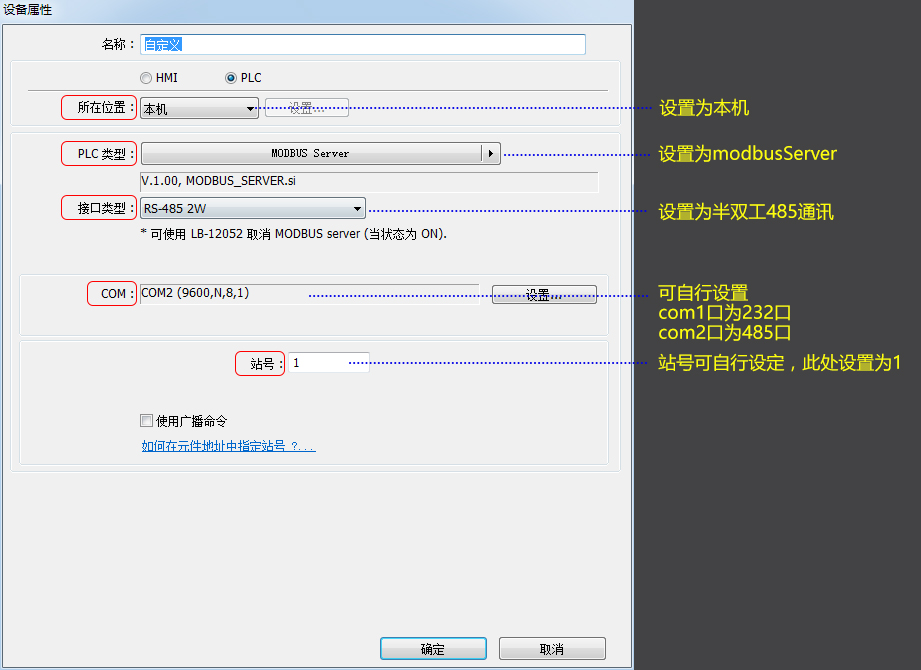 设备属性
名称：
自定义
HMI
PLC
所在位置：
本机
设置...
设置为本机
PLC 类型：
MODBUS Server
设置为modbusServer
V.1.00, MODBUS_SERVER.si
接口类型：
RS-485 2W
设置为半双工485通讯
* 可使用 LB-12052 取消 MODBUS server (当状态为 ON).
COM：
COM2 (9600,N,8,1)
设置...
可自行设置
com1口为232口
com2口为485口
站号：
1
站号可自行设定，此处设置为1
使用广播命令
如何在元件地址中指定站号 ?...
确定
取消